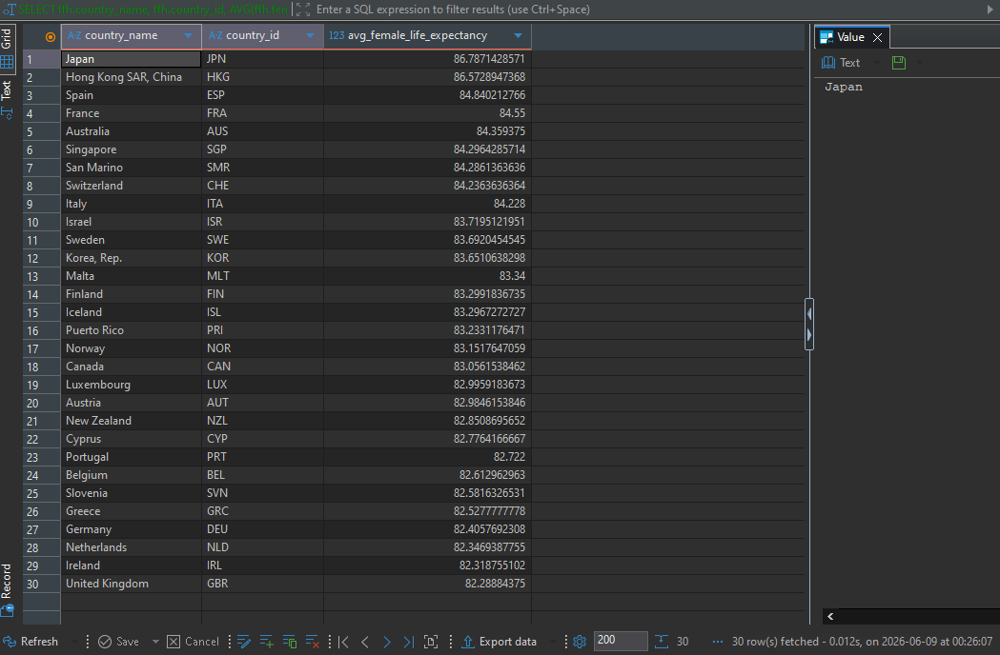 SELECT fh.country_name, fh.country_id, AVG(fh.fem
Enter a SQL expression to filter results (use Ctrl+Space)
Grid
Text
Record
A-Z country_name A-Z country_id 123 avg_female_life_expectancy
1 Japan JPN 86.7871428571
2 Hong Kong SAR, China HKG 86.5728947368
3 Spain ESP 84.840212766
4 France FRA 84.55
5 Australia AUS 84.359375
6 Singapore SGP 84.2964285714
7 San Marino SMR 84.2861363636
8 Switzerland CHE 84.2363636364
9 Italy ITA 84.228
10 Israel ISR 83.7195121951
11 Sweden SWE 83.6920454545
12 Korea, Rep. KOR 83.6510638298
13 Malta MLT 83.34
14 Finland FIN 83.2991836735
15 Iceland ISL 83.2967272727
16 Puerto Rico PRI 83.2331176471
17 Norway NOR 83.1517647059
18 Canada CAN 83.0561538462
19 Luxembourg LUX 82.9959183673
20 Austria AUT 82.9846153846
21 New Zealand NZL 82.8508695652
22 Cyprus CYP 82.7764166667
23 Portugal PRT 82.722
24 Belgium BEL 82.612962963
25 Slovenia SVN 82.5816326531
26 Greece GRC 82.5277777778
27 Germany DEU 82.4057692308
28 Netherlands NLD 82.3469387755
29 Ireland IRL 82.318755102
30 United Kingdom GBR 82.28884375
Value
Text
Japan
Refresh Save Cancel Export data 200 30 ··· 30 row(s) fetched - 0.012s, on 2026-06-09 at 00:26:07